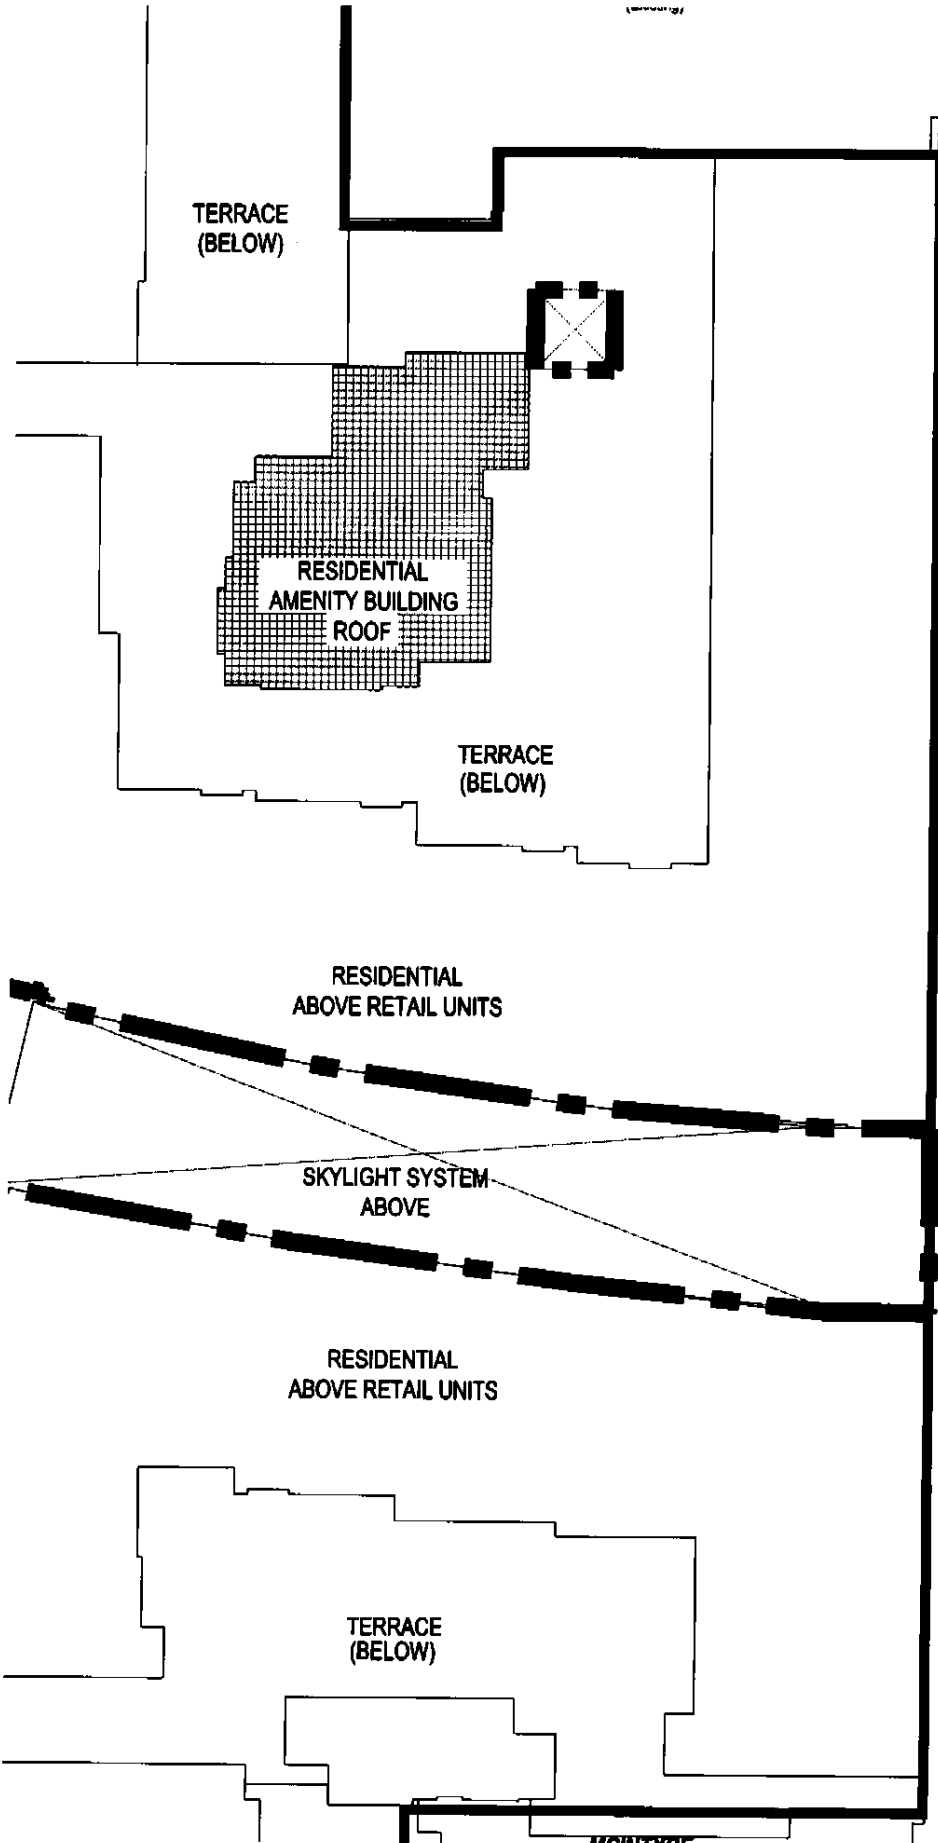 (Existing)
TERRACE
(BELOW)
RESIDENTIAL
AMENITY BUILDING
ROOF
TERRACE
(BELOW)
RESIDENTIAL
ABOVE RETAIL UNITS
SKYLIGHT SYSTEM
ABOVE
RESIDENTIAL
ABOVE RETAIL UNITS
TERRACE
(BELOW)